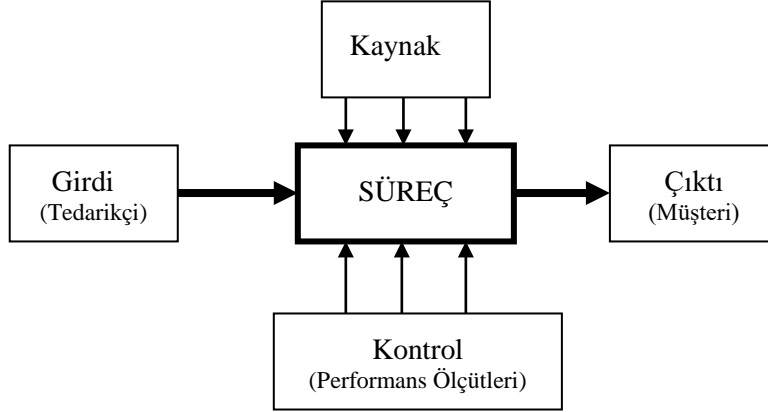 Kaynak
Girdi
(Tedarikçi)
SÜREÇ
Çıktı
(Müşteri)
Kontrol
(Performans Ölçütleri)